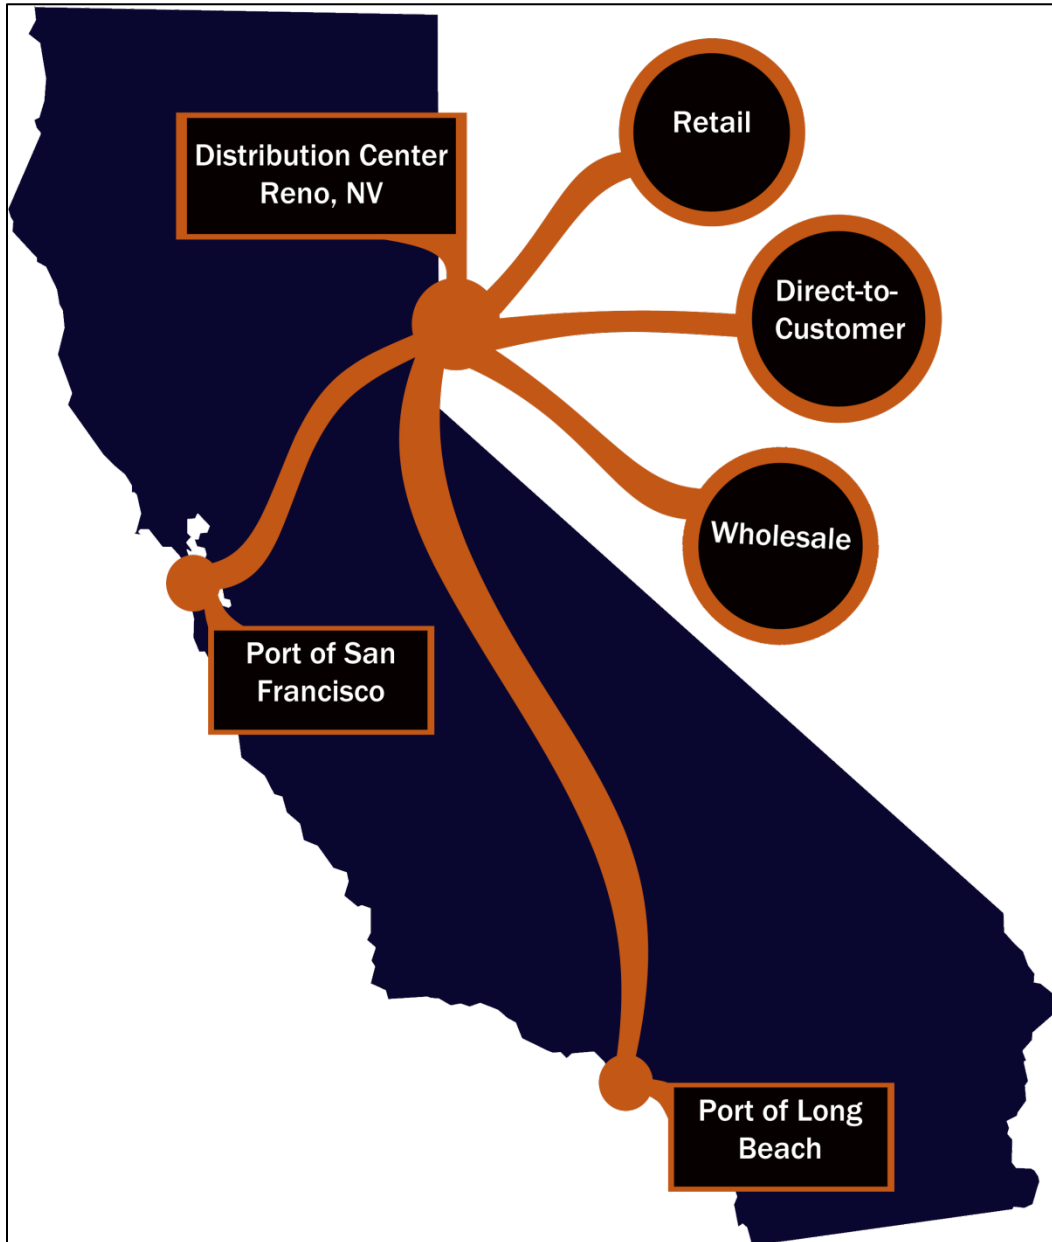 Distribution Center
Reno, NV
Retail
Direct-to-
Customer
Wholesale
Port of San
Francisco
Port of Long
Beach